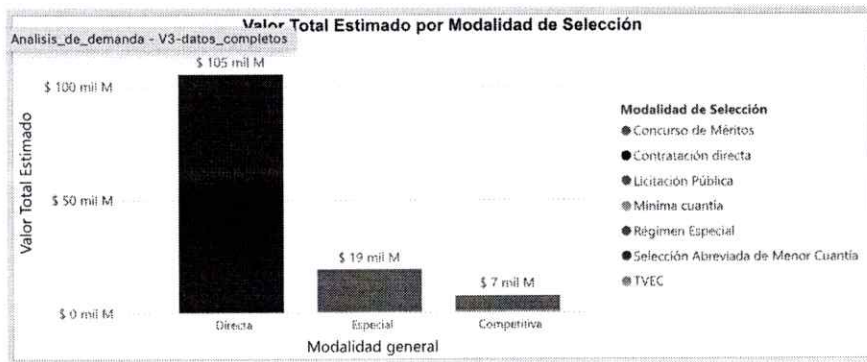 Valor Total Estimado por Modalidad de Selección
Analisis_de_demanda - V3-datos_completos
$ 105 mil M
$ 100 mil M
$ 50 mil M
$ 19 mil M
$ 7 mil M
$ 0 mil M
Valor Total Estimado
Directa
Especial
Competitiva
Modalidad general
Modalidad de Selección
Concurso de Méritos
Contratación directa
Licitación Pública
Mínima cuantía
Régimen Especial
Selección Abreviada de Menor Cuantía
TVEC